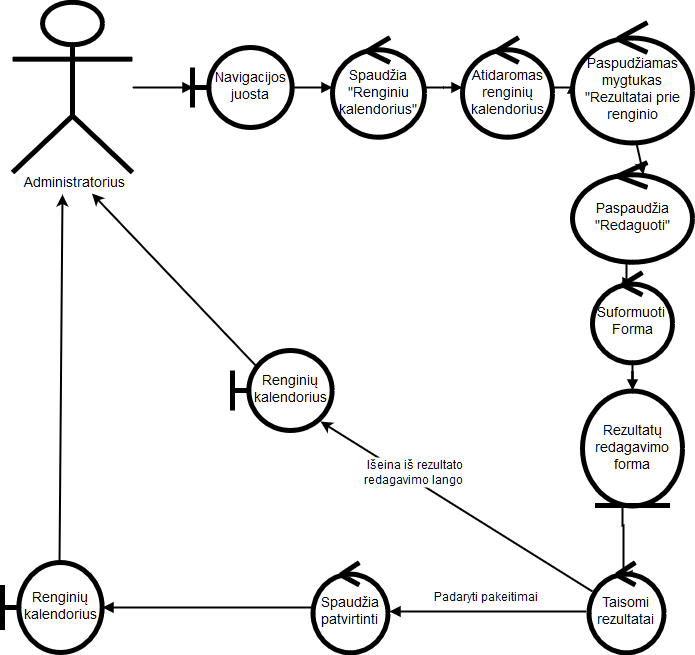 Administratorius
Navigacijos
juosta
Spaudžia
"Renginiu
kalendorius"
Atidaromas
renginių
kalendorius
Paspudžiamas
mygtukas
"Rezultatai prie
renginio
Paspaudžia
"Redaguoti"
Suformuoti
Forma
Rezultatų
redagavimo
forma
Taisomi
rezultatai
Išeina iš rezultato
redagavimo lango
Renginių
kalendorius
Padaryti pakeitimai
Spaudžia
patvirtinti
Renginių
kalendorius